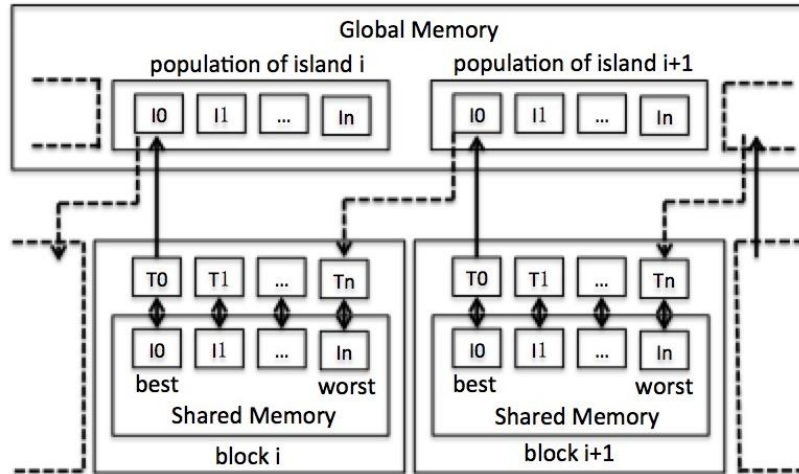 Global Memory
population of island i population of island i+1
I0 I1 ... In I0 I1 ... In
T0 T1 ... Tn T0 T1 ... Tn
I0 I1 ... In I0 I1 ... In
best worst best worst
Shared Memory Shared Memory
block i block i+1